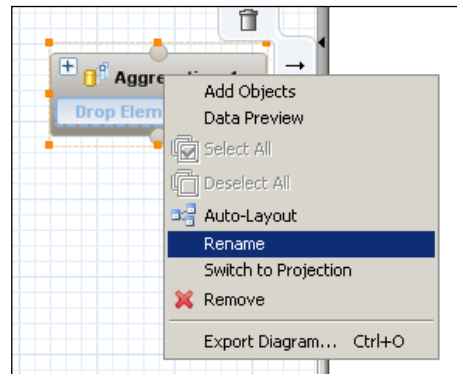 Aggre
Drop Elem
Add Objects
Data Preview
Select All
Deselect All
Auto-Layout
Rename
Switch to Projection
Remove
Export Diagram... Ctrl+O